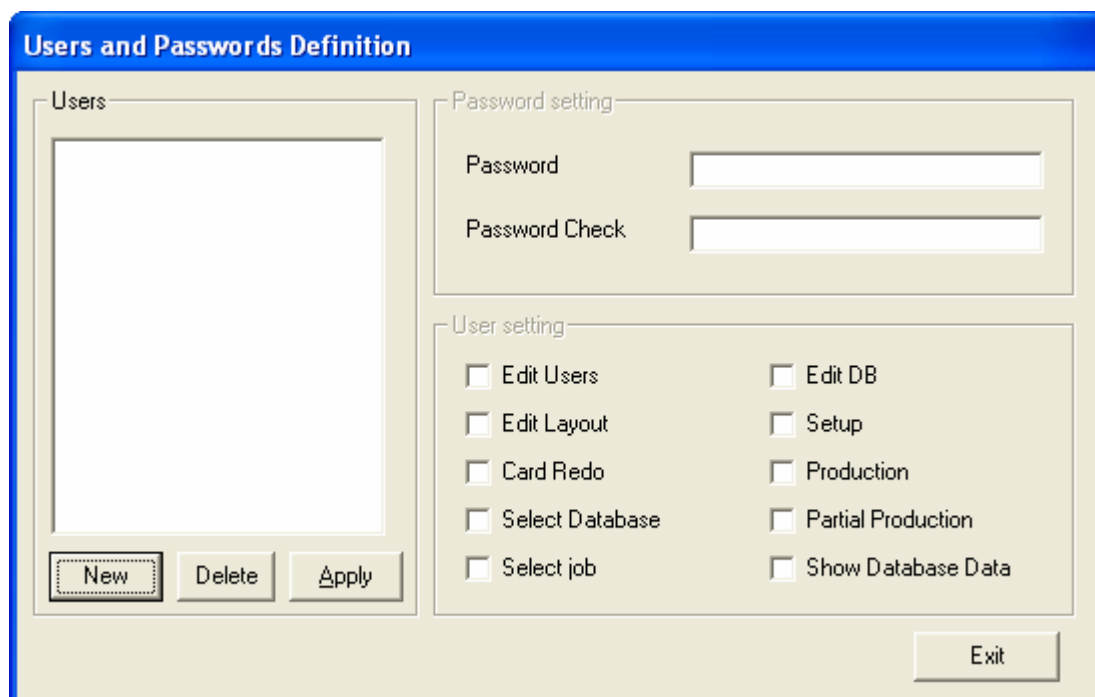 Users and Passwords Definition
Users
New
Delete
Apply
Password setting
Password
Password Check
User setting
Edit Users
Edit DB
Edit Layout
Setup
Card Redo
Production
Select Database
Partial Production
Select job
Show Database Data
Exit